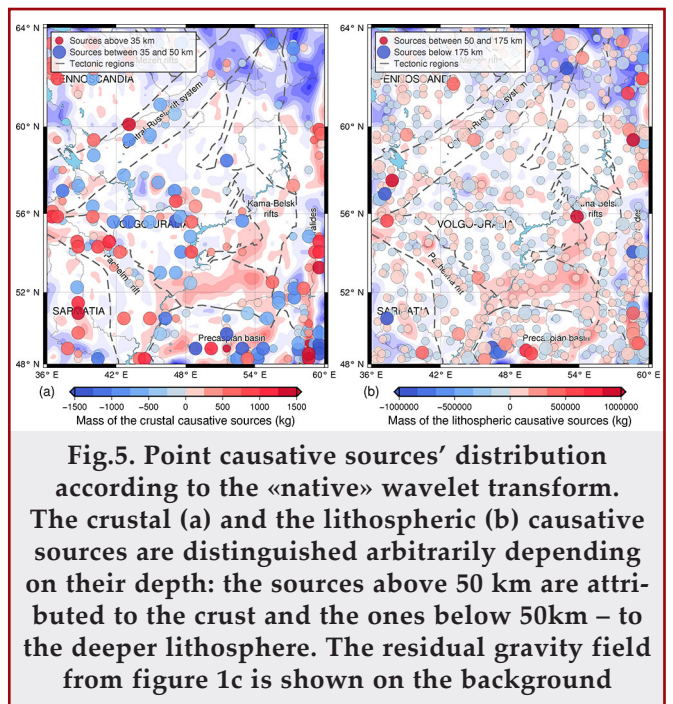 64° N
60° N
56° N
52° N
48° N
Sources above 35 km
Sources between 35 and 50 km
Tectonic regions
Mezen rifts
ENNOSCANDIA
Kama-Belsk
rifts
VOLGO-URALIA
SARMATIA
Precaspian basin
36° E 42° E 48° E 54° E 60° E
(a)
−1500 −1000 −500 0 500 1000 1500
Mass of the crustal causative sources (kg)
64° N
60° N
56° N
52° N
48° N
Sources between 50 and 175 km
Sources below 175 km
Tectonic regions
rifts
VOLGO-URALIA
Precaspian basin
36° E 42° E 48° E 54° E 60° E
(b)
−1000000 −500000 0 500000 1000000
Mass of the lithospheric causative sources (kg)
Fig.5. Point causative sources’ distribution
according to the «native» wavelet transform.
The crustal (a) and the lithospheric (b) causative
sources are distinguished arbitrarily depending
on their depth: the sources above 50 km are attri-
buted to the crust and the ones below 50km – to
the deeper lithosphere. The residual gravity field
from figure 1c is shown on the background